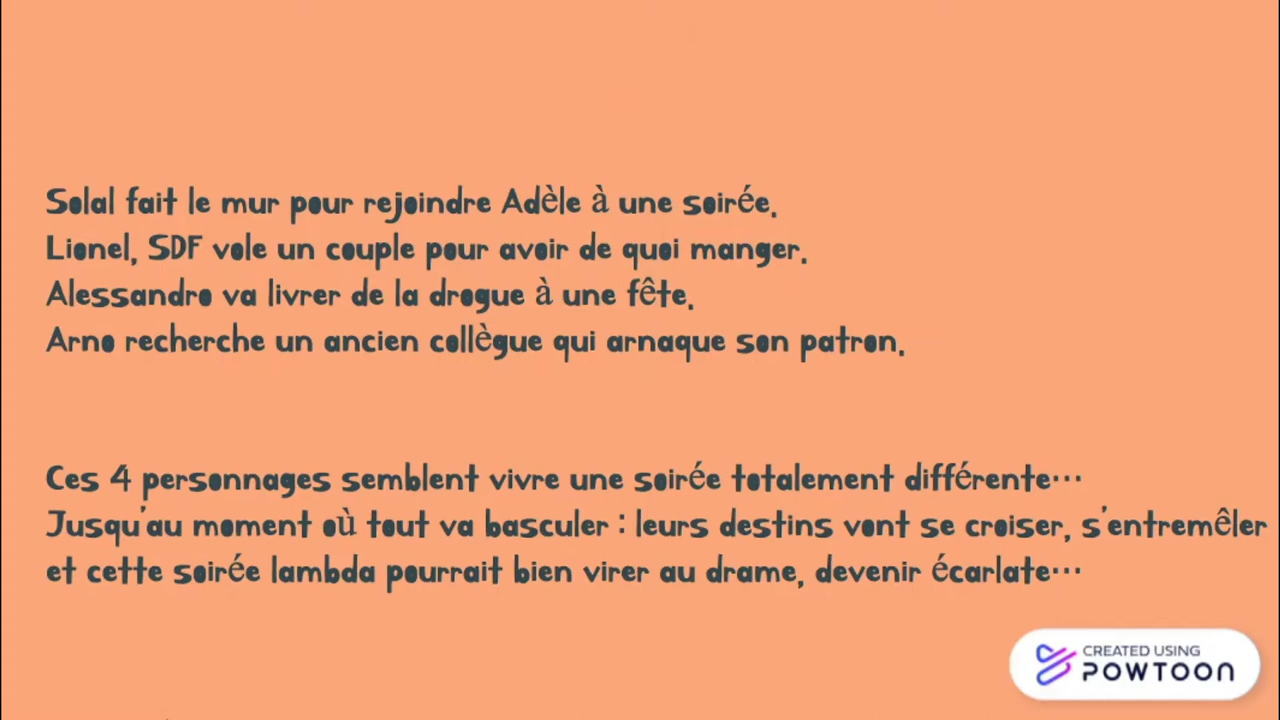 Solal fait le mur pour rejoindre Adèle à une soirée.
Lionel, SDF vole un couple pour avoir de quoi manger.
Alessandro va livrer de la drogue à une fête.
Arno recherche un ancien collègue qui arnaque son patron.
Ces 4 personnages semblent vivre une soirée totalement différente...
Jusqu'au moment où tout va basculer : leurs destins vont se croiser, s'entremêler
et cette soirée lambda pourrait bien virer au drame, devenir écarlate...
CREATED USING
POWTOON